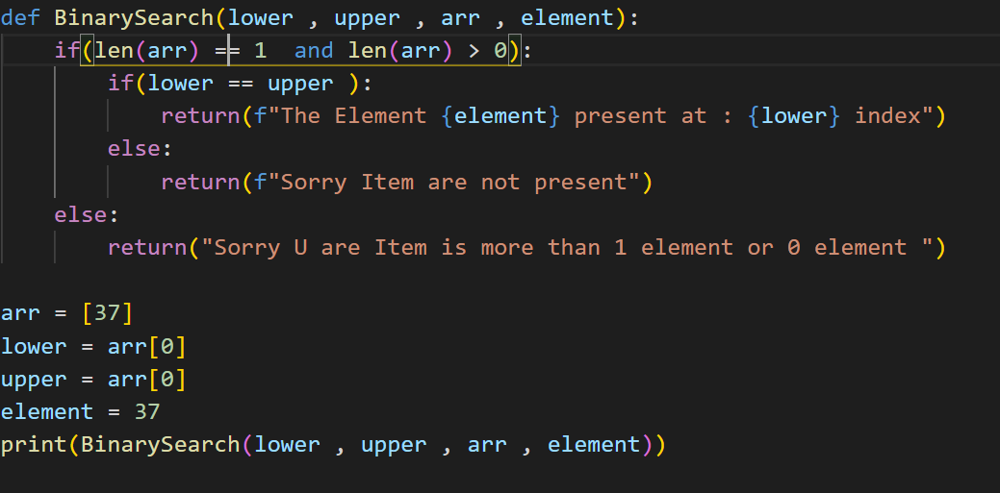 def BinarySearch(lower , upper , arr , element):
    if(len(arr) == 1  and len(arr) > 0):
        if(lower == upper ):
            return(f"The Element {element} present at : {lower} index")
        else:
            return(f"Sorry Item are not present")
    else:
        return("Sorry U are Item is more than 1 element or 0 element ")

arr = [37]
lower = arr[0]
upper = arr[0]
element = 37
print(BinarySearch(lower , upper , arr , element))